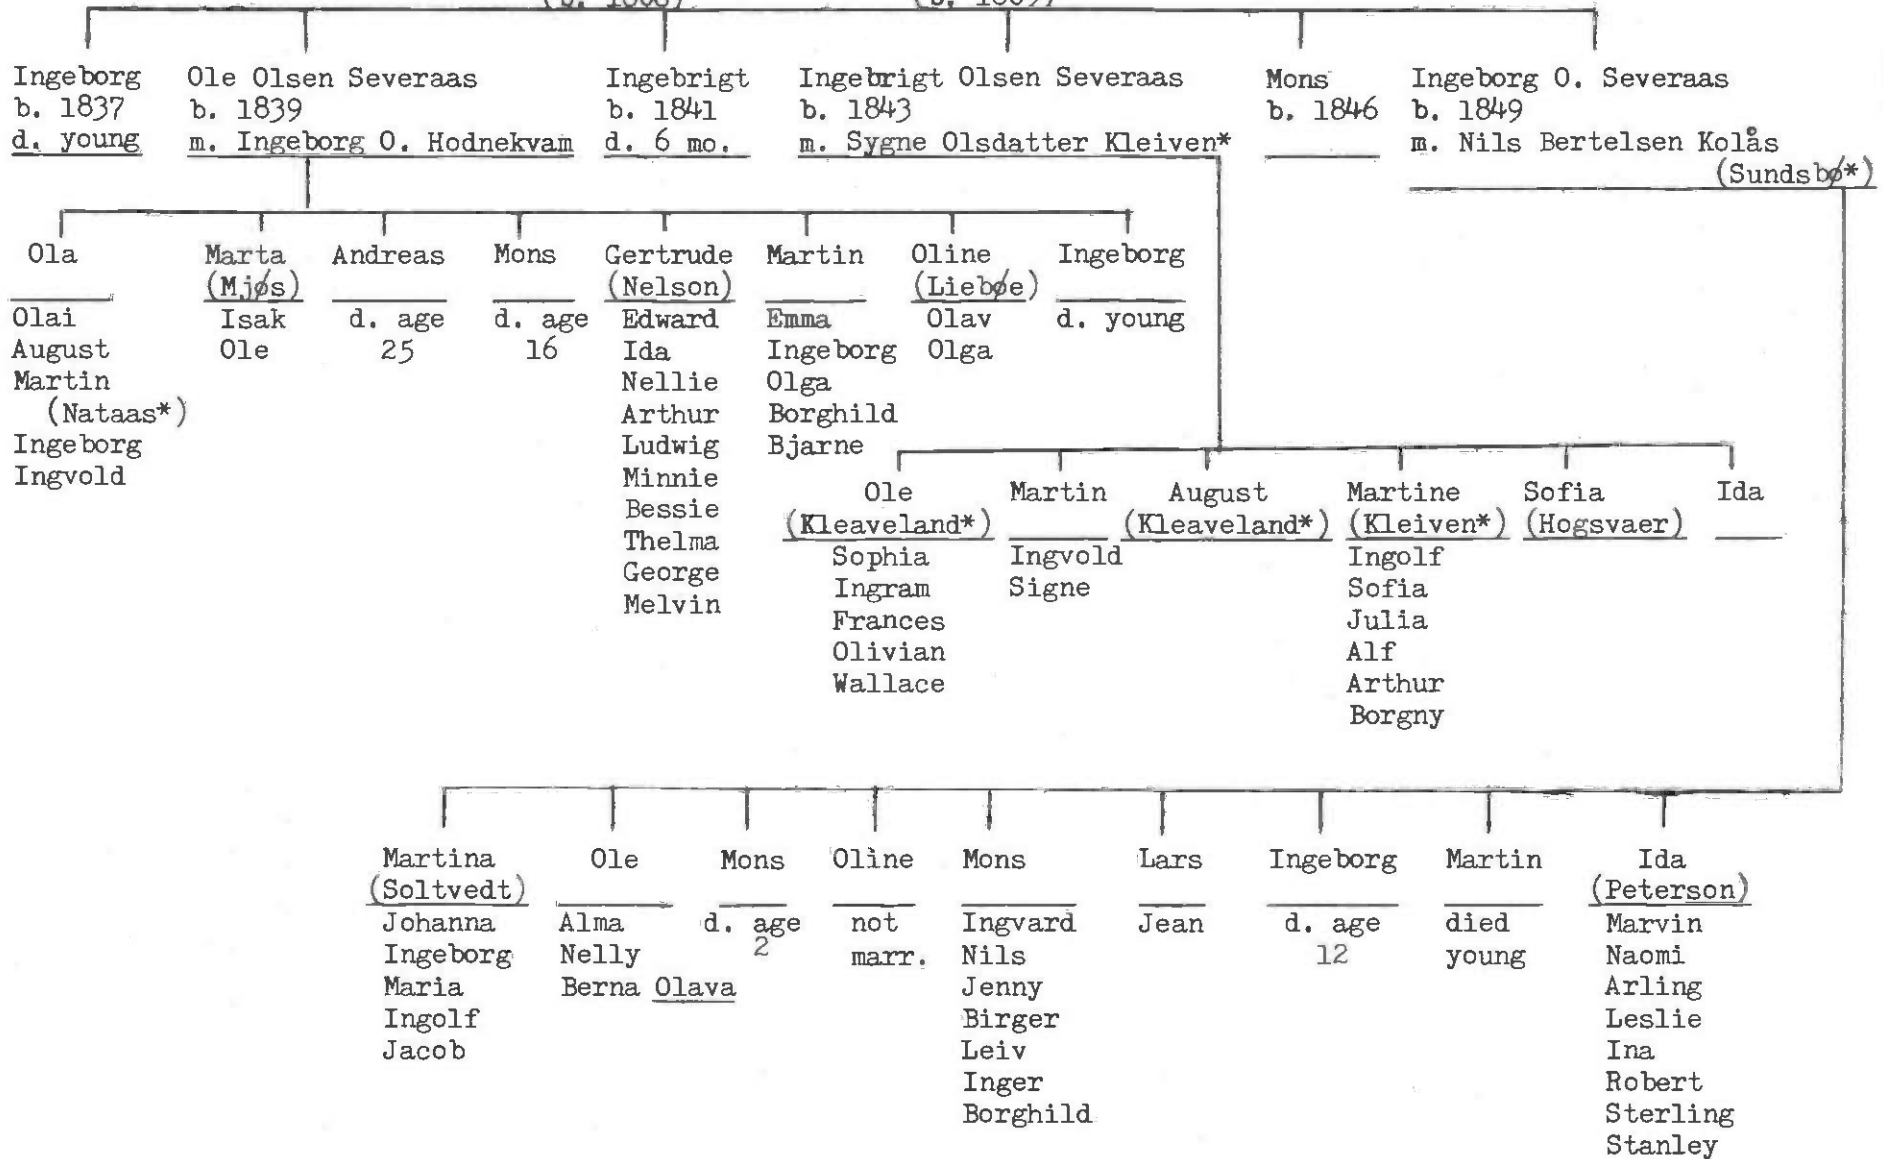 (b. 1808) (b. 1809)
Ingeborg
b. 1837
d. young
Ole Olsen Severaas
b. 1839
m. Ingeborg O. Hodnekvam
Ingebrigt
b. 1841
d. 6 mo.
Ingebrigt Olsen Severaas
b. 1843
m. Sygne Olsdatter Kleiven*
Mons
b. 1846
Ingeborg O. Severaas
b. 1849
m. Nils Bertelsen Kolås
(Sundsbø*)
Ola
Olai
August
Martin
(Nataas*)
Ingeborg
Ingvold
Marta
(Mjøs)
Isak
Ole
Andreas
d. age
25
Mons
d. age
16
Gertrude
(Nelson)
Edward
Ida
Nellie
Arthur
Ludwig
Minnie
Bessie
Thelma
George
Melvin
Martin
Emma
Ingeborg
Olga
Borghild
Bjarne
Oline
(Liebøe)
Olav
Olga
Ingeborg
d. young
Ole
(Kleaveland*)
Sophia
Ingram
Frances
Olivian
Wallace
Martin
Ingvold
Signe
August
(Kleaveland*)
Martine
(Kleiven*)
Ingolf
Sofia
Julia
Alf
Arthur
Borgny
Sofia
(Hogsvaer)
Ida
Martina
(Soltvedt)
Johanna
Ingeborg
Maria
Ingolf
Jacob
Ole
Alma
Nelly
Berna Olava
Mons
d. age
2
Oline
not
marr.
Mons
Ingvard
Nils
Jenny
Birger
Leiv
Inger
Borghild
Lars
Jean
Ingeborg
d. age
12
Martin
died
young
Ida
(Peterson)
Marvin
Naomi
Arling
Leslie
Ina
Robert
Sterling
Stanley